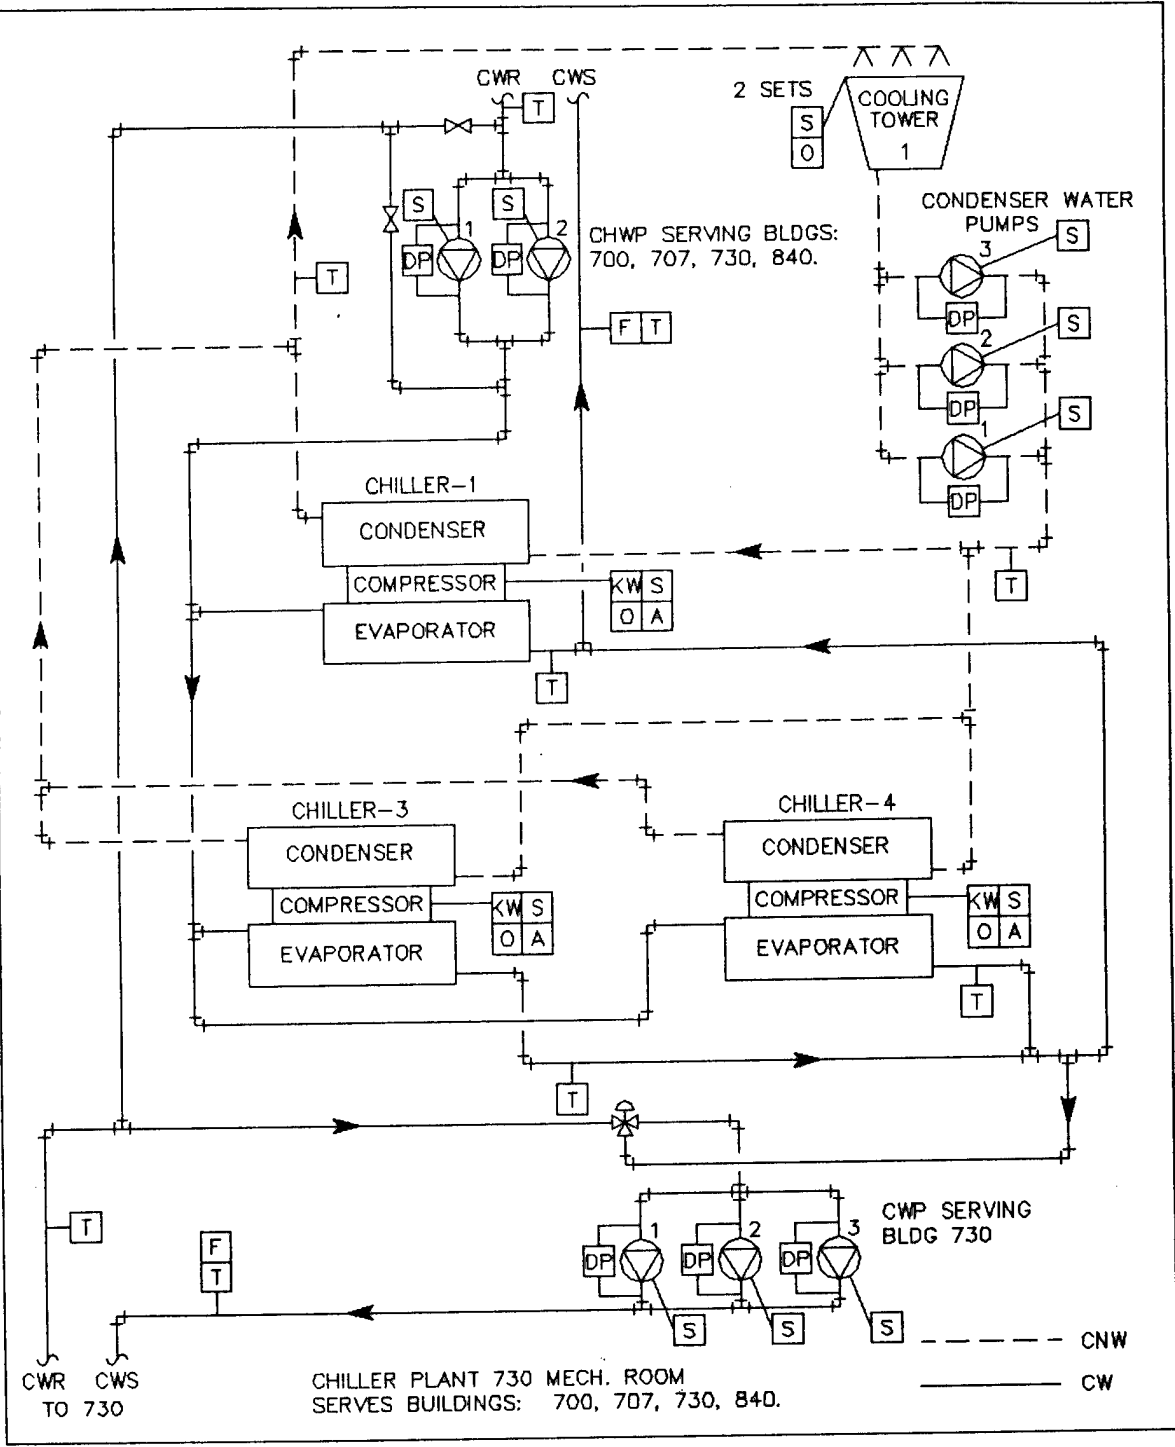 CWR CWS
T
2 SETS
S
O
COOLING
TOWER
1
CONDENSER WATER
PUMPS
S
3
DP
S
2
DP
S
1
DP
S
S
1
2
DP
DP
CHWP SERVING BLDGS:
700, 707, 730, 840.
T
F T
CHILLER-1
CONDENSER
COMPRESSOR
EVAPORATOR
KW S
O A
T
T
CHILLER-3
CONDENSER
COMPRESSOR
EVAPORATOR
KW S
O A
CHILLER-4
CONDENSER
COMPRESSOR
EVAPORATOR
KW S
O A
T
T
T
F
T
1
2
3
DP
DP
DP
S
S
S
CWP SERVING
BLDG 730
CNW
CW
CWR CWS
TO 730
CHILLER PLANT 730 MECH. ROOM
SERVES BUILDINGS: 700, 707, 730, 840.